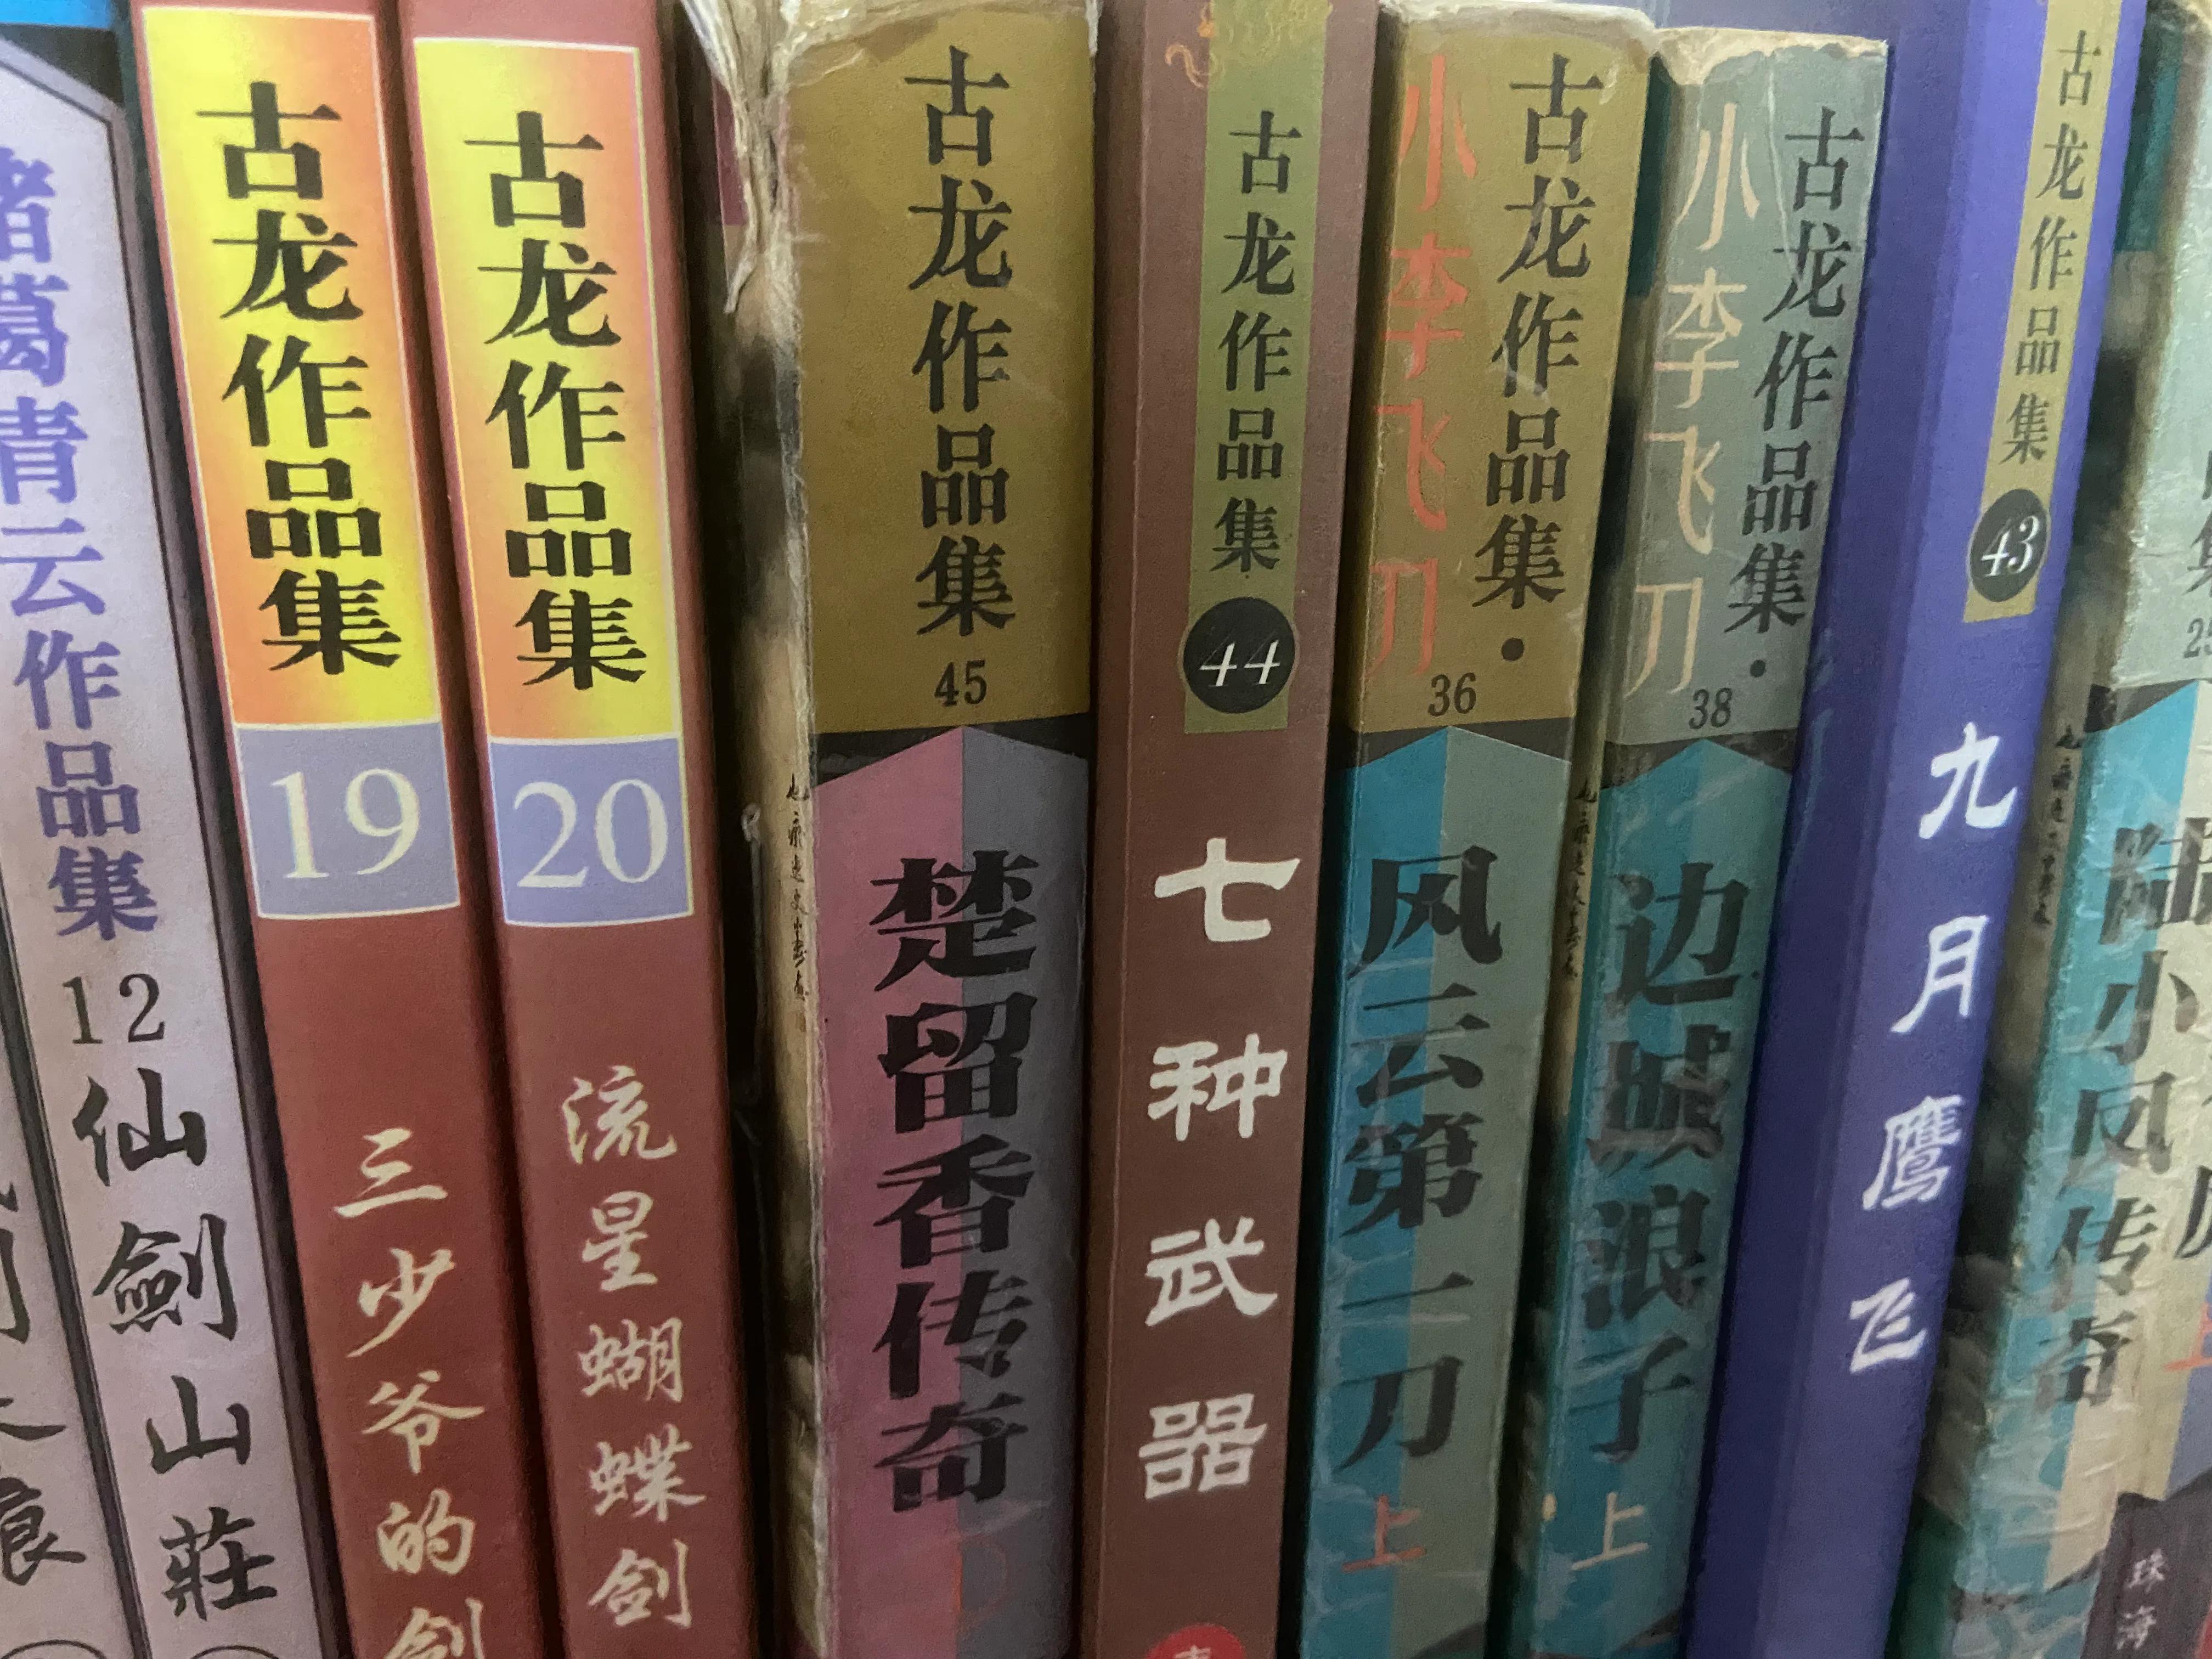 诸葛青云作品集
12
仙劍山莊
古龙作品集
19
三少爷的剑
古龙作品集
20
流星蝴蝶剑
古龙作品集
45
楚留香传奇
古龙作品集
44
七种武器
小李飞刀
古龙作品集·
36
风云第一刀
上
小李飞刀
古龙作品集·
38
边城浪子
上
古龙作品集
43
九月鹰飞
集
25
陆小凤传奇
珠海